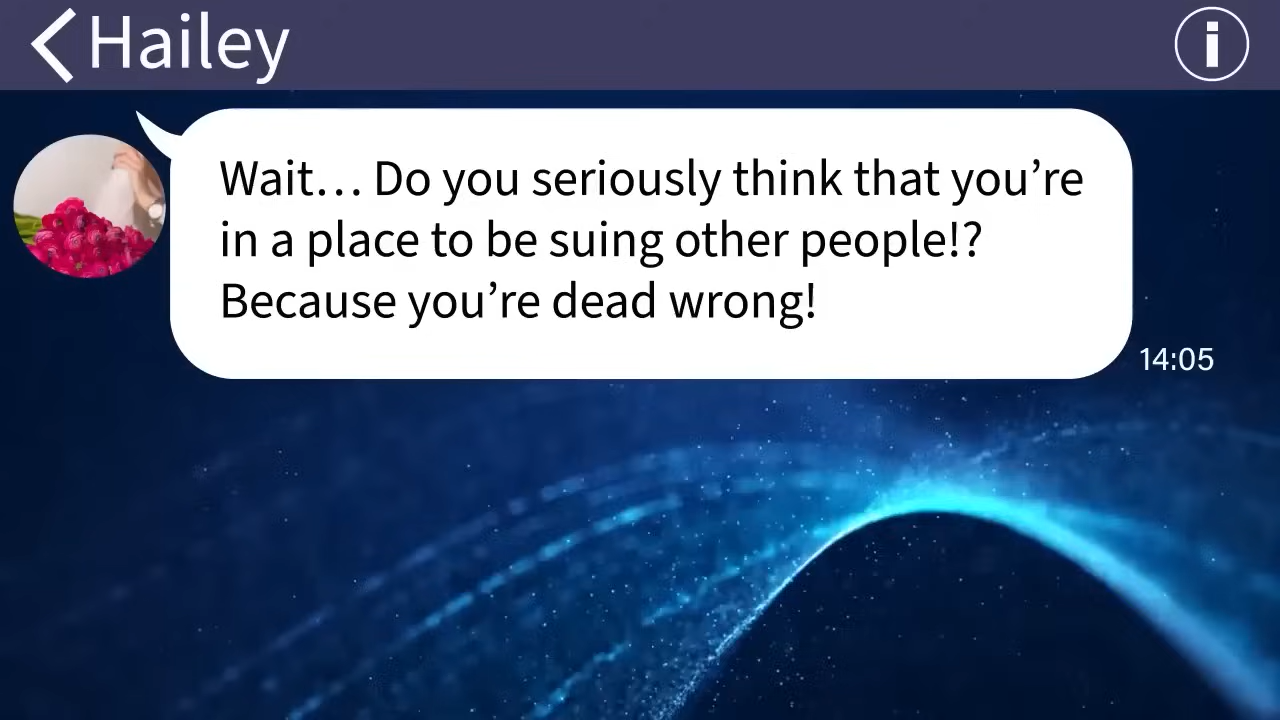 Hailey
i
Wait… Do you seriously think that you’re
in a place to be suing other people!?
Because you’re dead wrong!
14:05